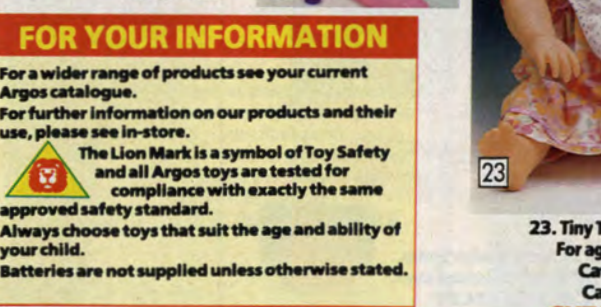 FOR YOUR INFORMATION
For a wider range of products see your current
Argos catalogue.
For further information on our products and their
use, please see in-store.
The Lion Mark is a symbol of Toy Safety
and all Argos toys are tested for
compliance with exactly the same
approved safety standard.
Always choose toys that suit the age and ability of
your child.
Batteries are not supplied unless otherwise stated.
23
23. Tiny T
For ag
Ca
Ca